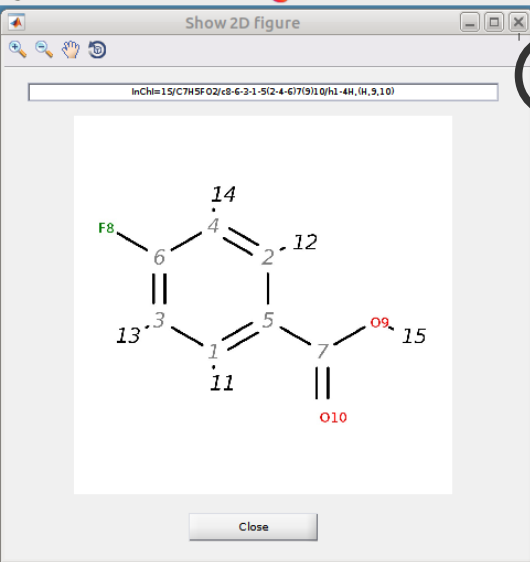 Show 2D figure
InChI=1S/C7H5FO2/c8-6-3-1-5(2-4-6)7(9)10/h1-4H,(H,9,10)
14
F8
4
12
6
2
13
3
5
O9
15
1
7
11
O10
Close